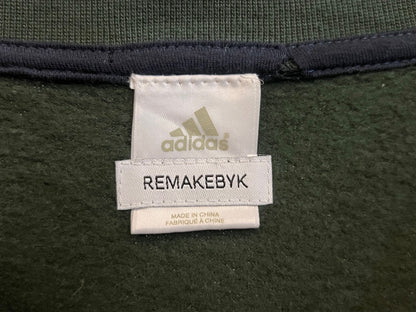 adidas
REMAKEBYK
MADE IN CHINA
FABRIQUÉ À CHINE